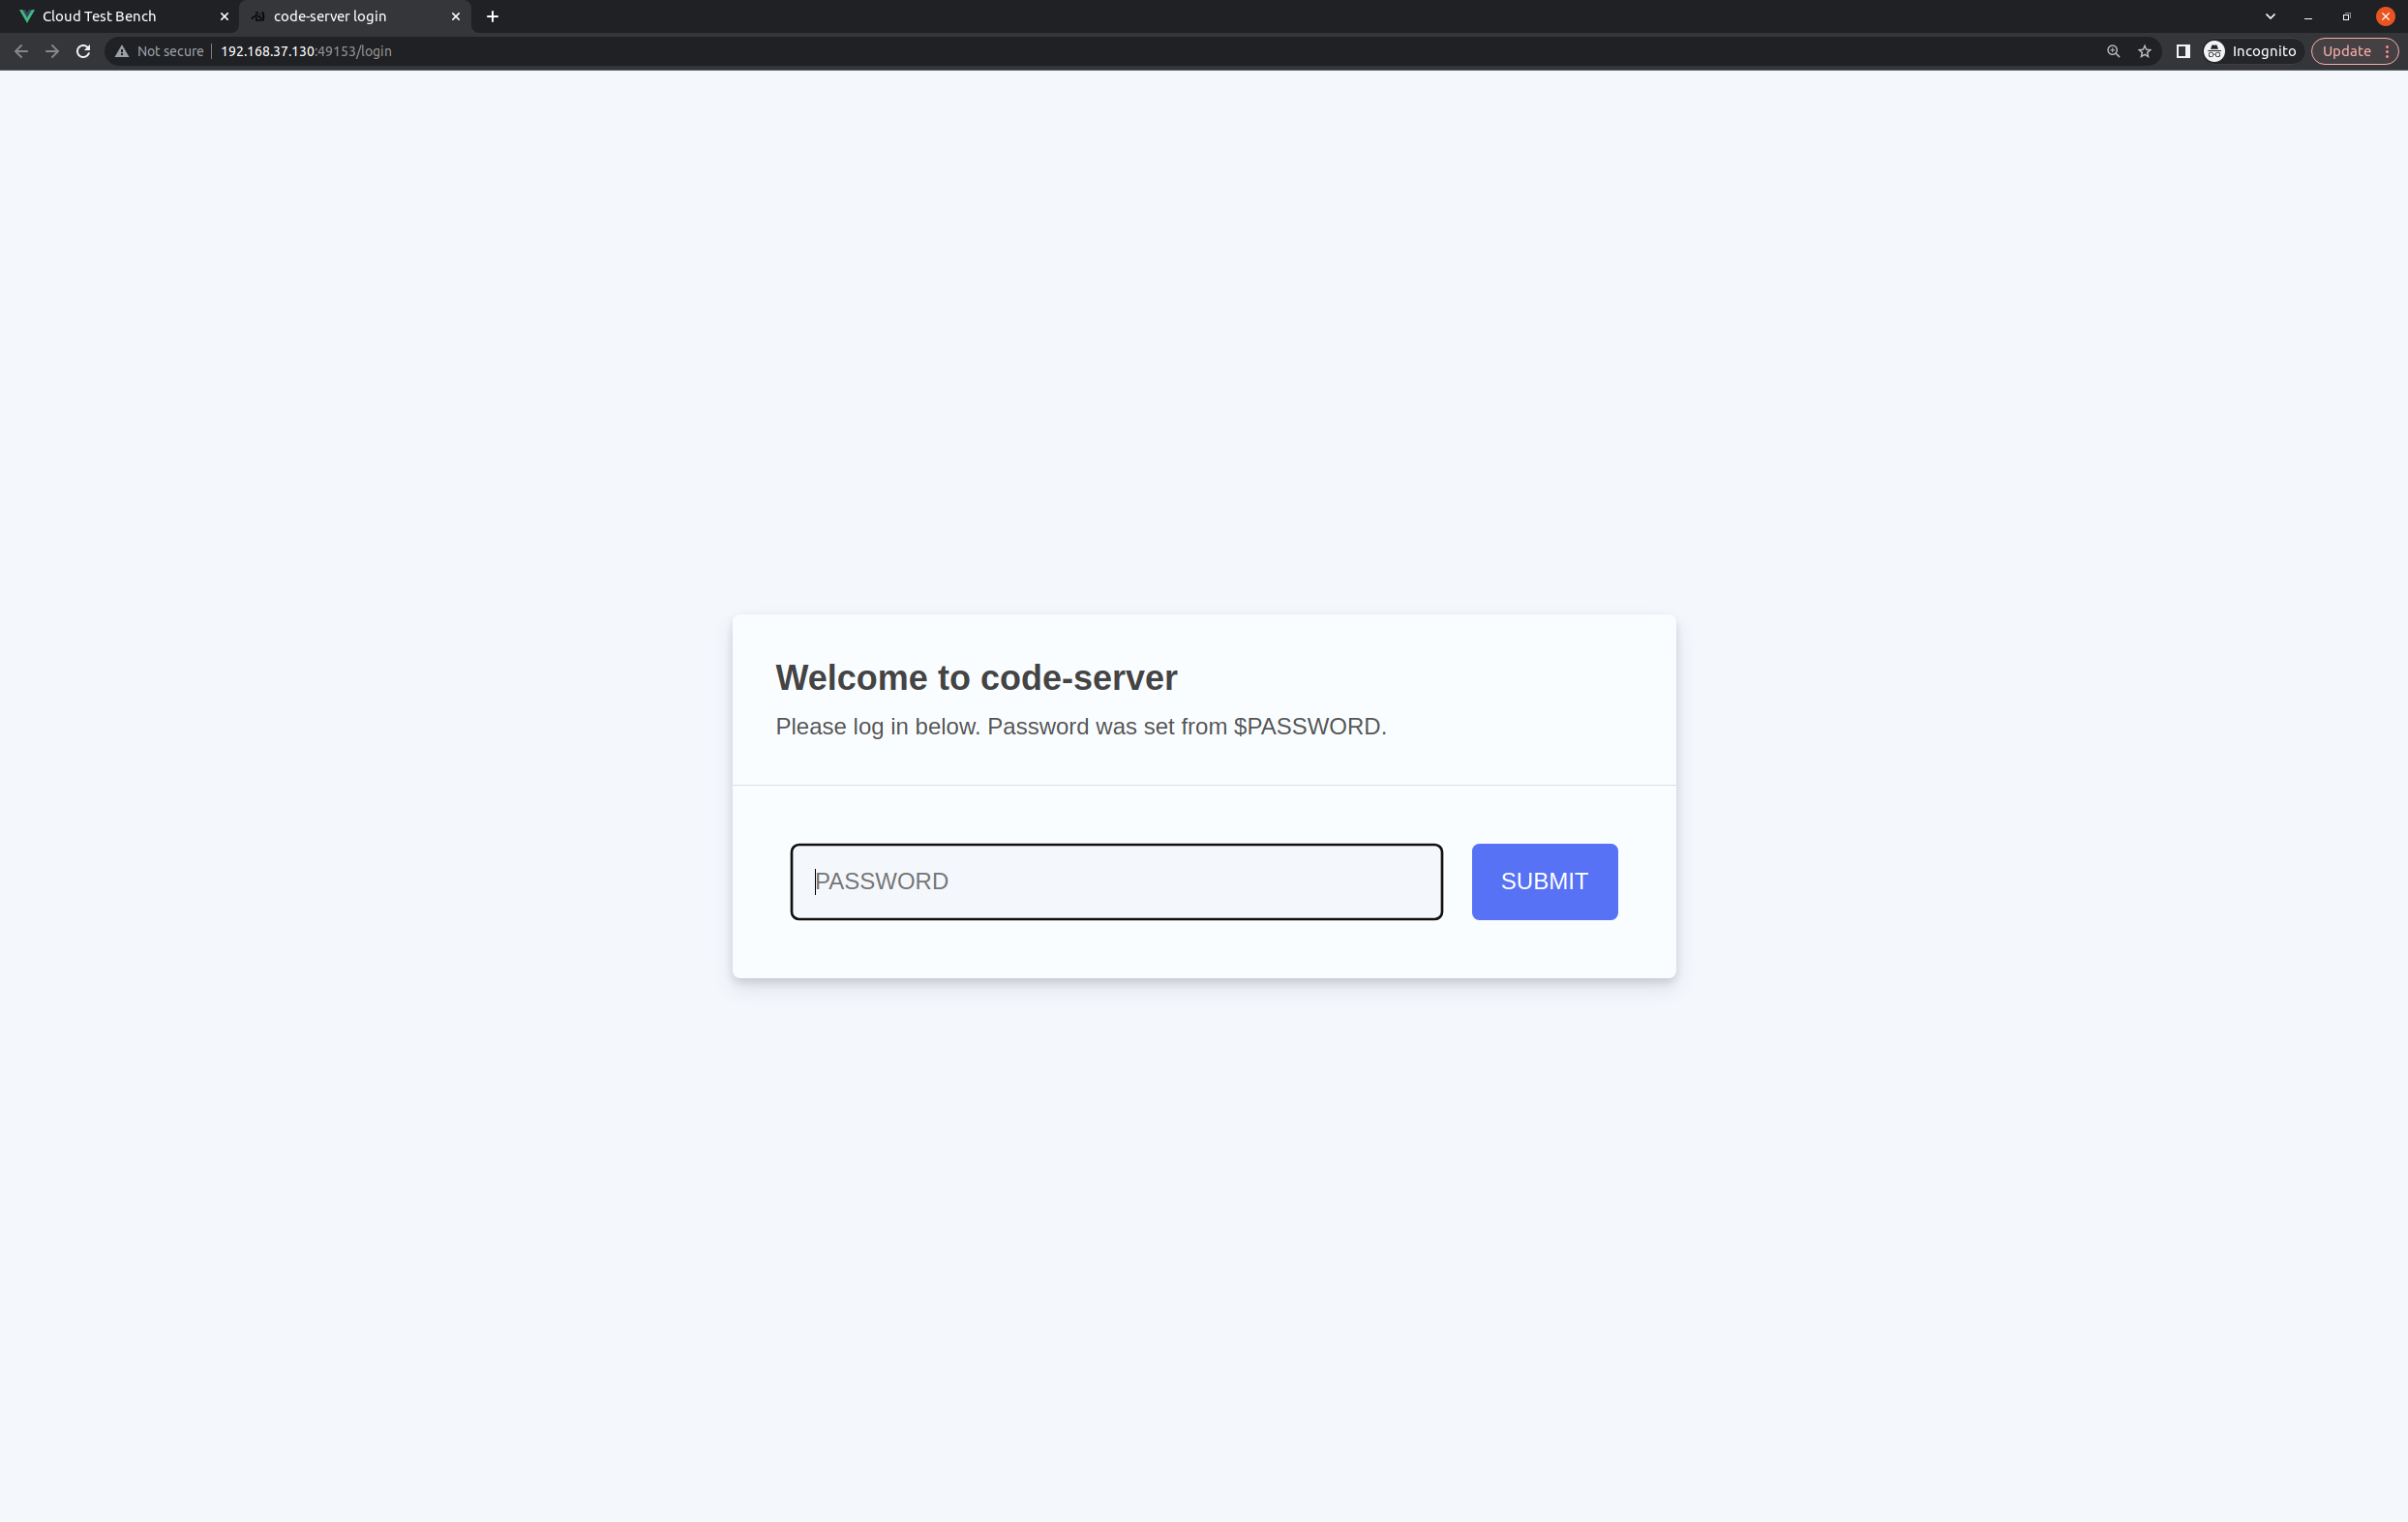 Cloud Test Bench
code-server login
Not secure
192.168.37.130:49153/login
Incognito
Update
Welcome to code-server
Please log in below. Password was set from $PASSWORD.
PASSWORD
SUBMIT